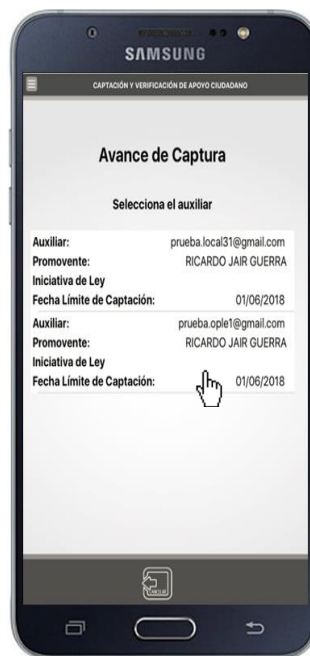 SAMSUNG
CAPTACIÓN Y VERIFICACIÓN DE APOYO CIUDADANO
Avance de Captura
Selecciona el auxiliar
Auxiliar: prueba.local31@gmail.com
Promovente: RICARDO JAIR GUERRA
Iniciativa de Ley
Fecha Límite de Captación: 01/06/2018
Auxiliar: prueba.ople1@gmail.com
Promovente: RICARDO JAIR GUERRA
Iniciativa de Ley
Fecha Límite de Captación: 01/06/2018